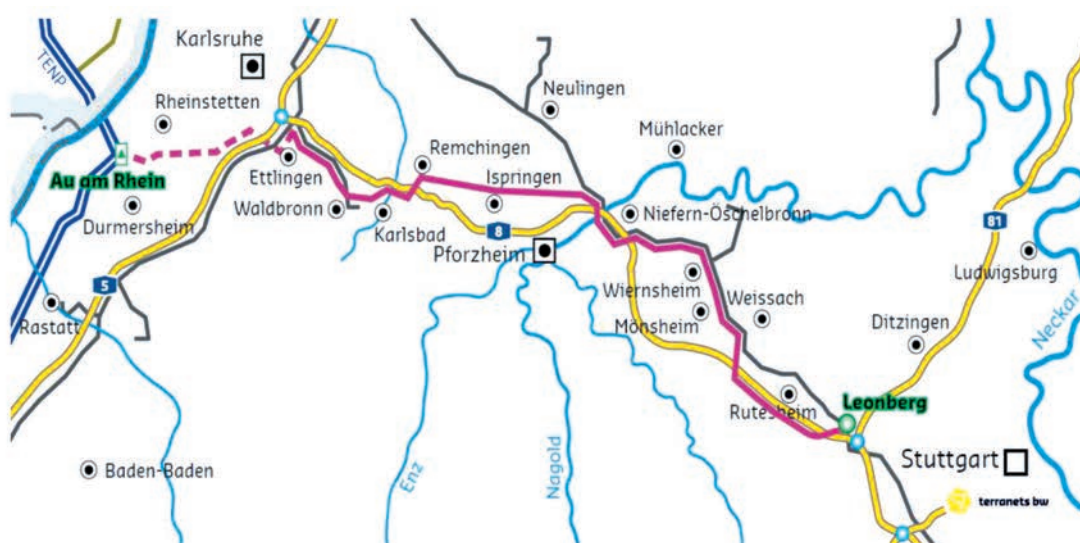 TENP
Karlsruhe
Rheinstetten
Neulingen
Mühlacker
Au am Rhein
Ettlingen
Remchingen
Ispringen
Durmersheim
Waldbronn
Karlsbad
8
Pforzheim
Niefern-Öschelbronn
81
5
Wiernsheim
Ludwigsburg
Rastatt
Mönsheim
Weissach
Ditzingen
Neckar
Rutesheim
Leonberg
Baden-Baden
Enz
Nagold
Stuttgart
terranets bw